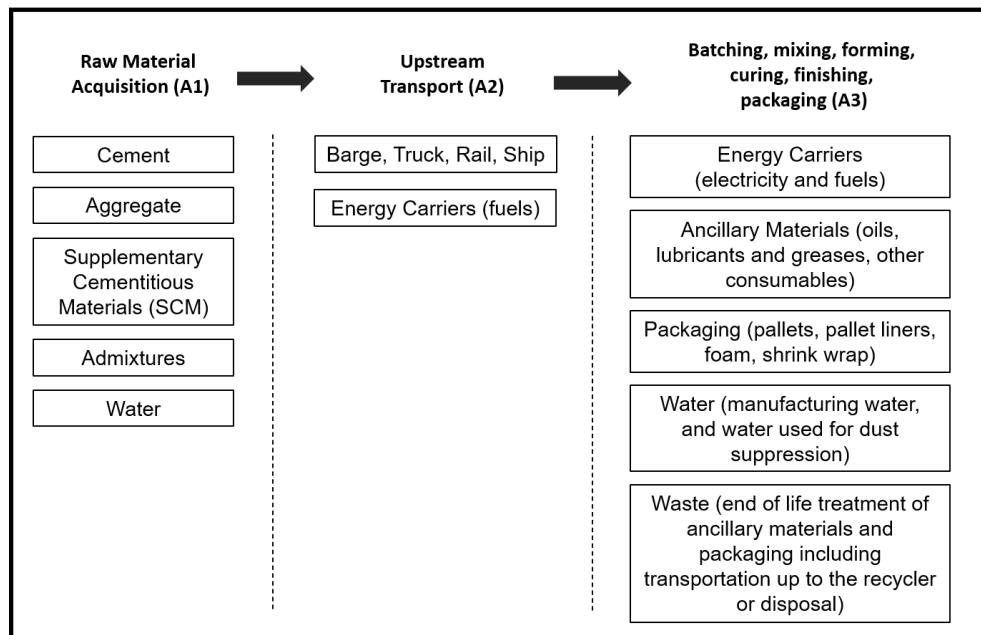 Raw Material
Acquisition (A1)
Cement
Aggregate
Supplementary
Cementitious
Materials (SCM)
Admixtures
Water
Upstream
Transport (A2)
Barge, Truck, Rail, Ship
Energy Carriers (fuels)
Batching, mixing, forming,
curing, finishing,
packaging (A3)
Energy Carriers
(electricity and fuels)
Ancillary Materials (oils,
lubricants and greases, other
consumables)
Packaging (pallets, pallet liners,
foam, shrink wrap)
Water (manufacturing water,
and water used for dust
suppression)
Waste (end of life treatment of
ancillary materials and
packaging including
transportation up to the recycler
or disposal)